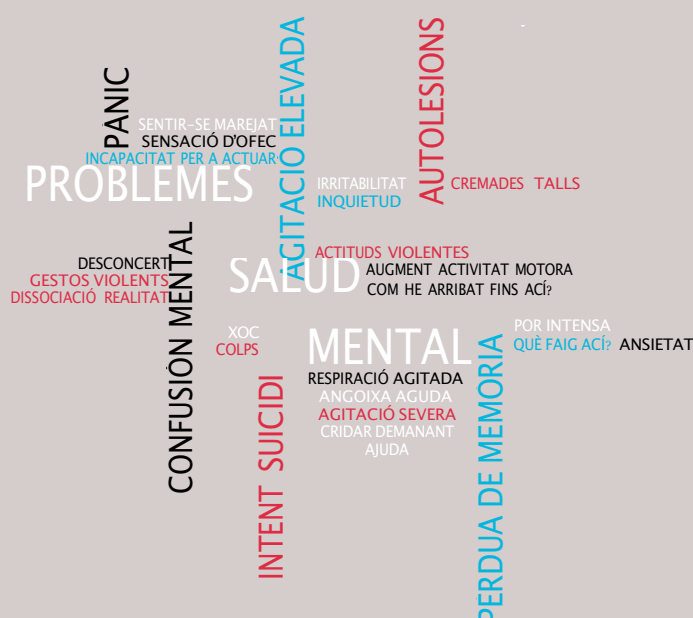 PÀNIC
SENTIR-SE MAREJAT
SENSACIÓ D'OFEC
INCAPACITAT PER A ACTUAR
PROBLEMES
AGITACIO ELEVADA
AUTOLESIONS
IRRITABILITAT
INQUIETUD
CREMADES TALLS
ACTITUDS VIOLENTES
DESCONCERT
GESTOS VIOLENTS
DISSOCIACIÓ REALITAT
CONFUSIÓN MENTAL
SALUD
AUGMENT ACTIVITAT MOTORA
COM HE ARRIBAT FINS ACÍ?
XOC
COLPS
MENTAL
POR INTENSA
QUÈ FAIG ACÍ? ANSIETAT
RESPIRACIÓ AGITADA
ANGOIXA AGUDA
AGITACIÓ SEVERA
CRIDAR DEMANANT
AJUDA
INTENT SUICIDI
PÈRDUA DE MEMÒRIA